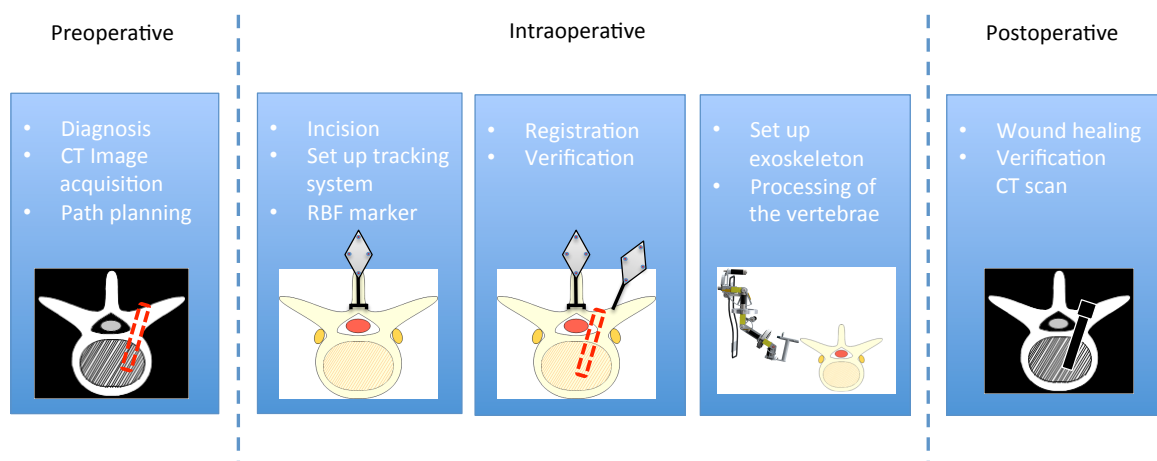 Preoperative
Intraoperative
Postoperative
• Diagnosis
• CT Image
acquisition
• Path planning
• Incision
• Set up tracking
system
• RBF marker
• Registration
• Verification
• Set up
exoskeleton
• Processing of
the vertebrae
• Wound healing
• Verification
CT scan